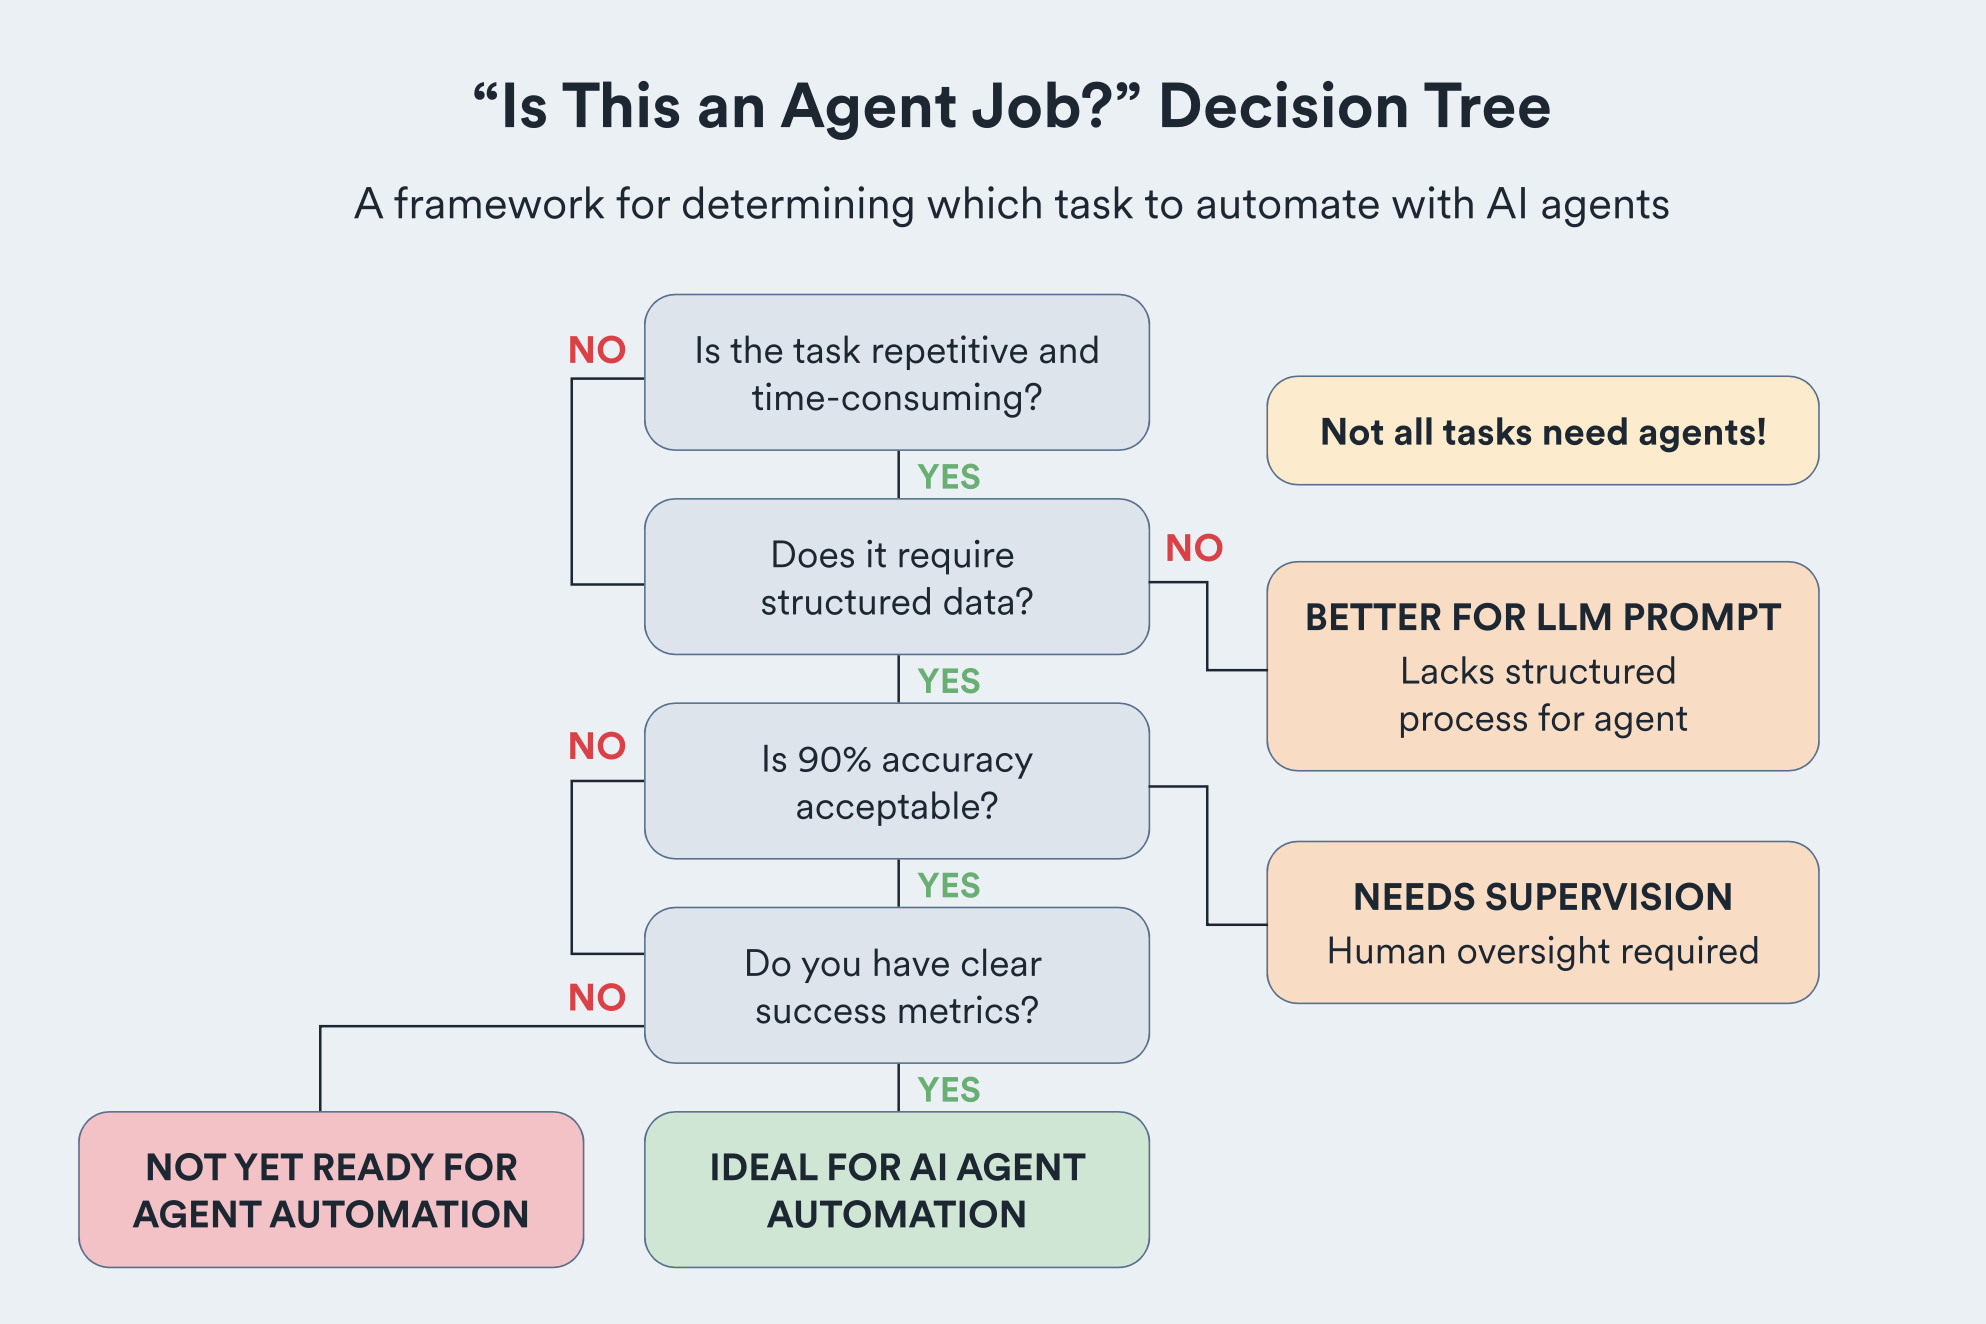 “Is This an Agent Job?” Decision Tree
A framework for determining which task to automate with AI agents
NO
Is the task repetitive and
time-consuming?
Not all tasks need agents!
YES
Does it require
structured data?
NO
BETTER FOR LLM PROMPT
Lacks structured
process for agent
YES
NO
Is 90% accuracy
acceptable?
YES
NEEDS SUPERVISION
Human oversight required
Do you have clear
success metrics?
NO
YES
NOT YET READY FOR
AGENT AUTOMATION
IDEAL FOR AI AGENT
AUTOMATION